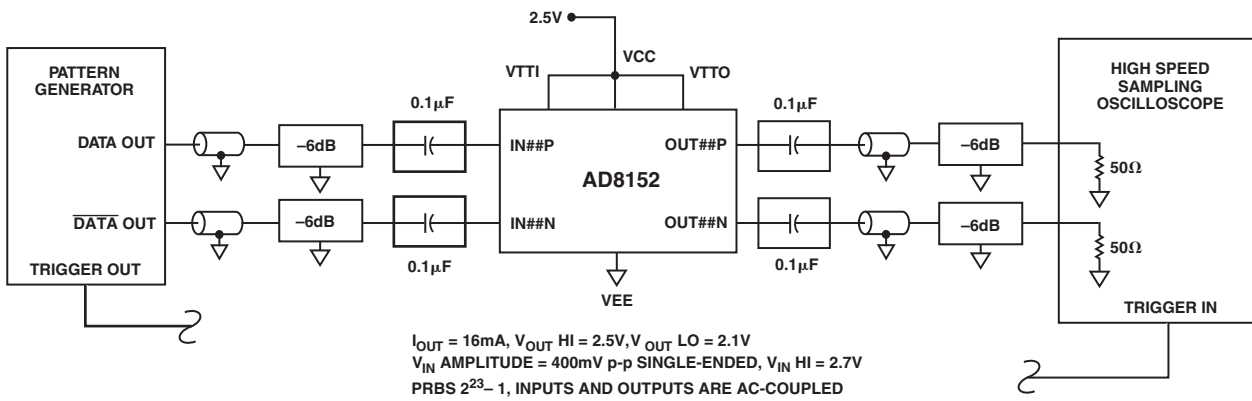 2.5V
VCC
VTTI
VTTO
PATTERN
GENERATOR
HIGH SPEED
SAMPLING
OSCILLOSCOPE
0.1µF
0.1µF
DATA OUT
–6dB
IN##P
OUT##P
–6dB
50Ω
AD8152
DATA OUT
–6dB
IN##N
OUT##N
–6dB
50Ω
TRIGGER OUT
0.1µF
0.1µF
VEE
TRIGGER IN
IOUT = 16mA, VOUT HI = 2.5V, V OUT LO = 2.1V
VIN AMPLITUDE = 400mV p-p SINGLE-ENDED, VIN HI = 2.7V
PRBS 2²³– 1, INPUTS AND OUTPUTS ARE AC-COUPLED